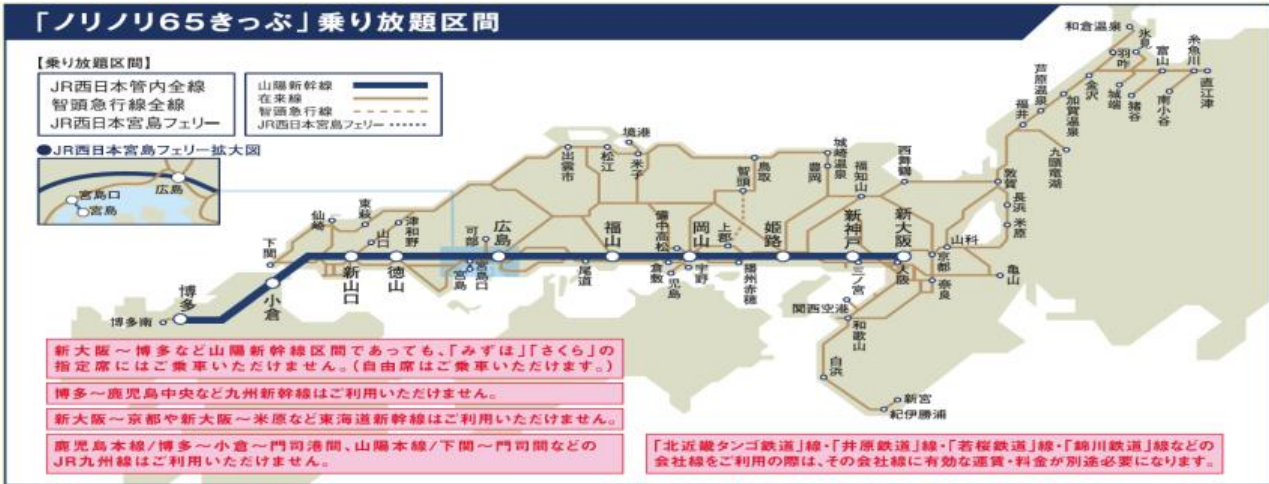 「ノリノリ65きっぷ」乗り放題区間
【乗り放題区間】
JR西日本管内全線
智頭急行線全線
JR西日本宮島フェリー
山陽新幹線
在来線
智頭急行線
JR西日本宮島フェリー
●JR西日本宮島フェリー拡大図
広島
宮島口
宮島
和倉温泉
氷見
羽咋
富山
糸魚川
直江津
南小谷
猪谷
城端
金沢
加賀温泉
芦原温泉
福井
九頭竜湖
敦賀
長浜
米原
西舞鶴
福知山
城崎温泉
豊岡
鳥取
智頭
境港
米子
松江
出雲市
津和野
東萩
山口
仙崎
下関
可部
宮島口
宮島
尾道
備中高松
倉敷
児島
宇野
上郡
播州赤穂
三ノ宮
大阪
京都
山科
奈良
亀山
関西空港
和歌山
白浜
新宮
紀伊勝浦
新大阪
新神戸
姫路
岡山
福山
広島
徳山
新山口
小倉
博多
博多南
新大阪～博多など山陽新幹線区間であっても、「みずほ」「さくら」の
指定席にはご乗車いただけません。(自由席はご乗車いただけます。)
博多～鹿児島中央など九州新幹線はご利用いただけません。
新大阪～京都や新大阪～米原など東海道新幹線はご利用いただけません。
鹿児島本線/博多～小倉～門司港間、山陽本線/下関～門司間などの
JR九州線はご利用いただけません。
「北近畿タンゴ鉄道」線・「井原鉄道」線・「若桜鉄道」線・「錦川鉄道」線などの
会社線をご利用の際は、その会社線に有効な運賃・料金が別途必要になります。